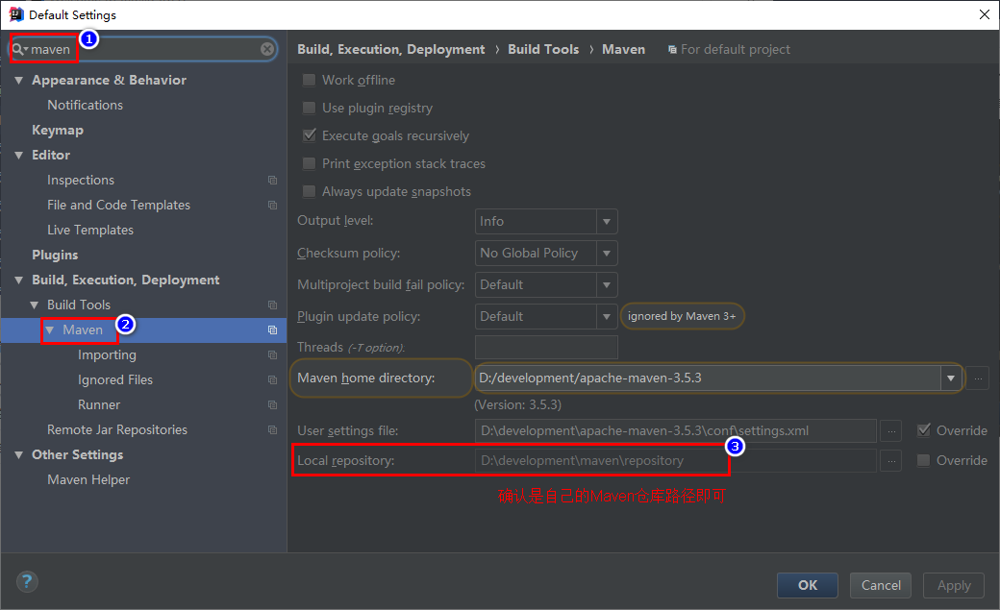 Default Settings
maven
1
Appearance & Behavior
Notifications
Keymap
Editor
Inspections
File and Code Templates
Live Templates
Plugins
Build, Execution, Deployment
Build Tools
Maven
2
Importing
Ignored Files
Runner
Remote Jar Repositories
Other Settings
Maven Helper
Build, Execution, Deployment › Build Tools › Maven For default project
Work offline
Use plugin registry
Execute goals recursively
Print exception stack traces
Always update snapshots
Output level: Info
Checksum policy: No Global Policy
Multiproject build fail policy: Default
Plugin update policy: Default ignored by Maven 3+
Threads (-T option).
Maven home directory: D:/development/apache-maven-3.5.3 ...
(Version: 3.5.3)
User settings file: D:\development\apache-maven-3.5.3\conf\settings.xml ... Override
3
Local repository: D:\development\maven\repository ... Override
确认是自己的Maven仓库路径即可
?
OK Cancel Apply